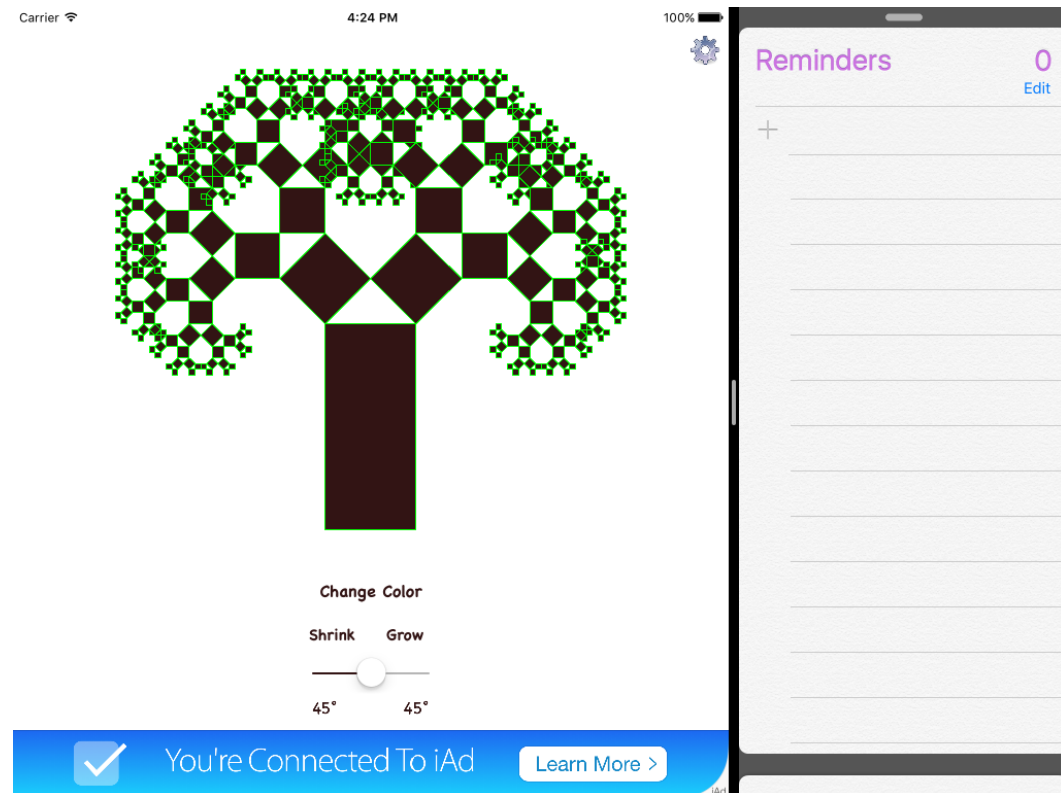 Carrier
4:24 PM
100%
Change Color
Shrink Grow
45° 45°
You're Connected To iAd
Learn More >
iAd
Reminders 0
Edit